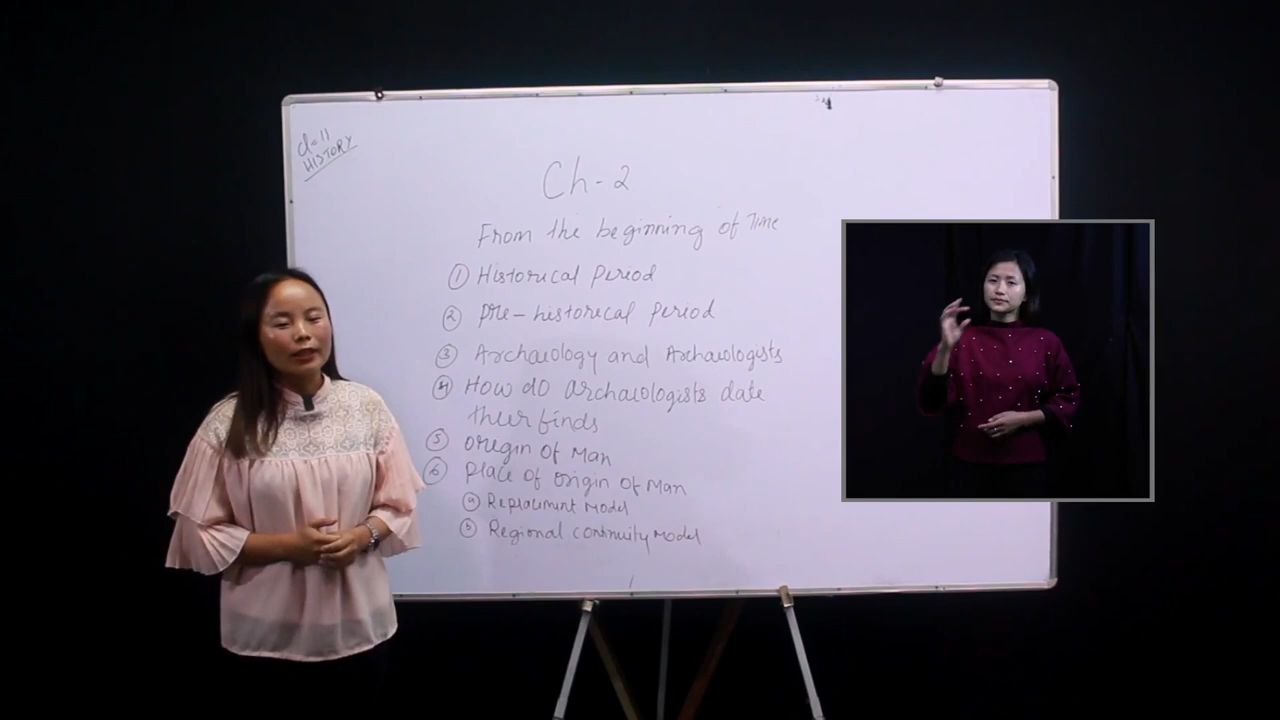 cl-11
HISTORY
Ch-2
From the beginning of Time
① Historical Period
② Pre-historical Period
③ Archaeology and Archaeologists
④ How do archaeologists date
their finds
⑤ Origin of Man
⑥ Place of origin of Man
ⓐ Replacement Model
ⓑ Regional continuity Model